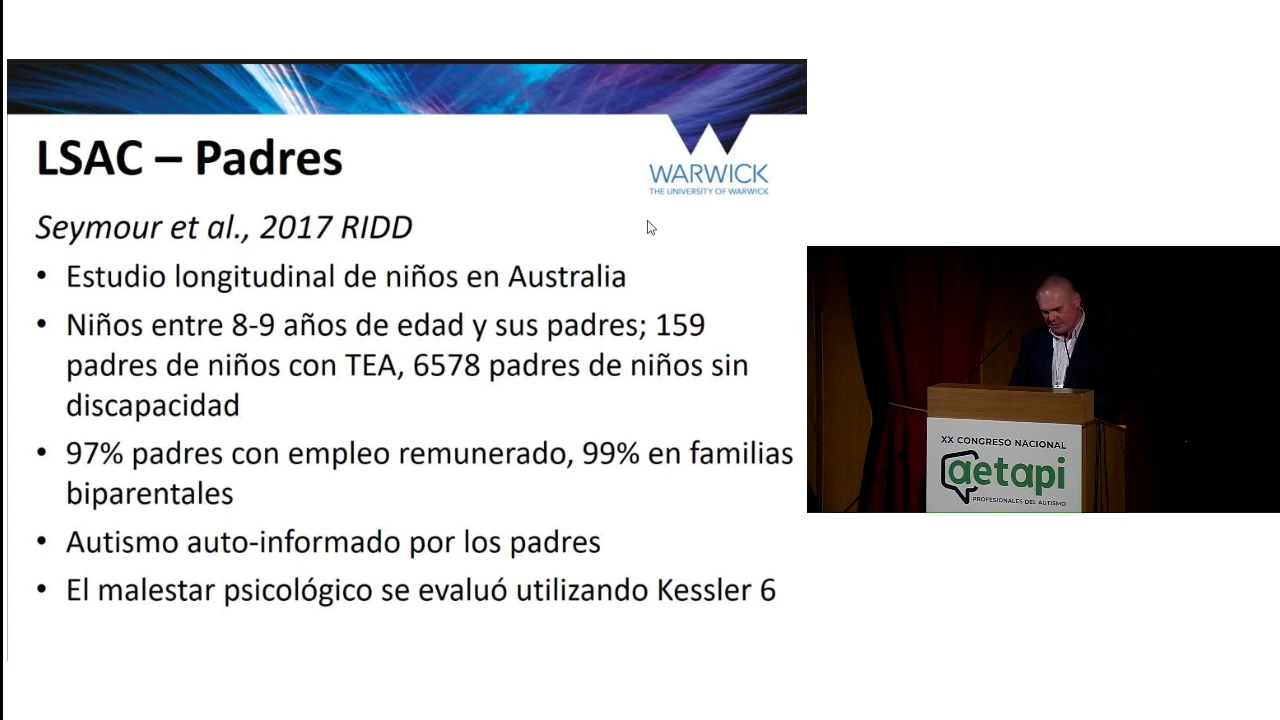 LSAC – Padres
WARWICK
THE UNIVERSITY OF WARWICK
Seymour et al., 2017 RIDD
• Estudio longitudinal de niños en Australia
• Niños entre 8-9 años de edad y sus padres; 159
padres de niños con TEA, 6578 padres de niños sin
discapacidad
• 97% padres con empleo remunerado, 99% en familias
biparentales
• Autismo auto-informado por los padres
• El malestar psicológico se evaluó utilizando Kessler 6
XX CONGRESO NACIONAL
aetapi
PROFESIONALES DEL AUTISMO